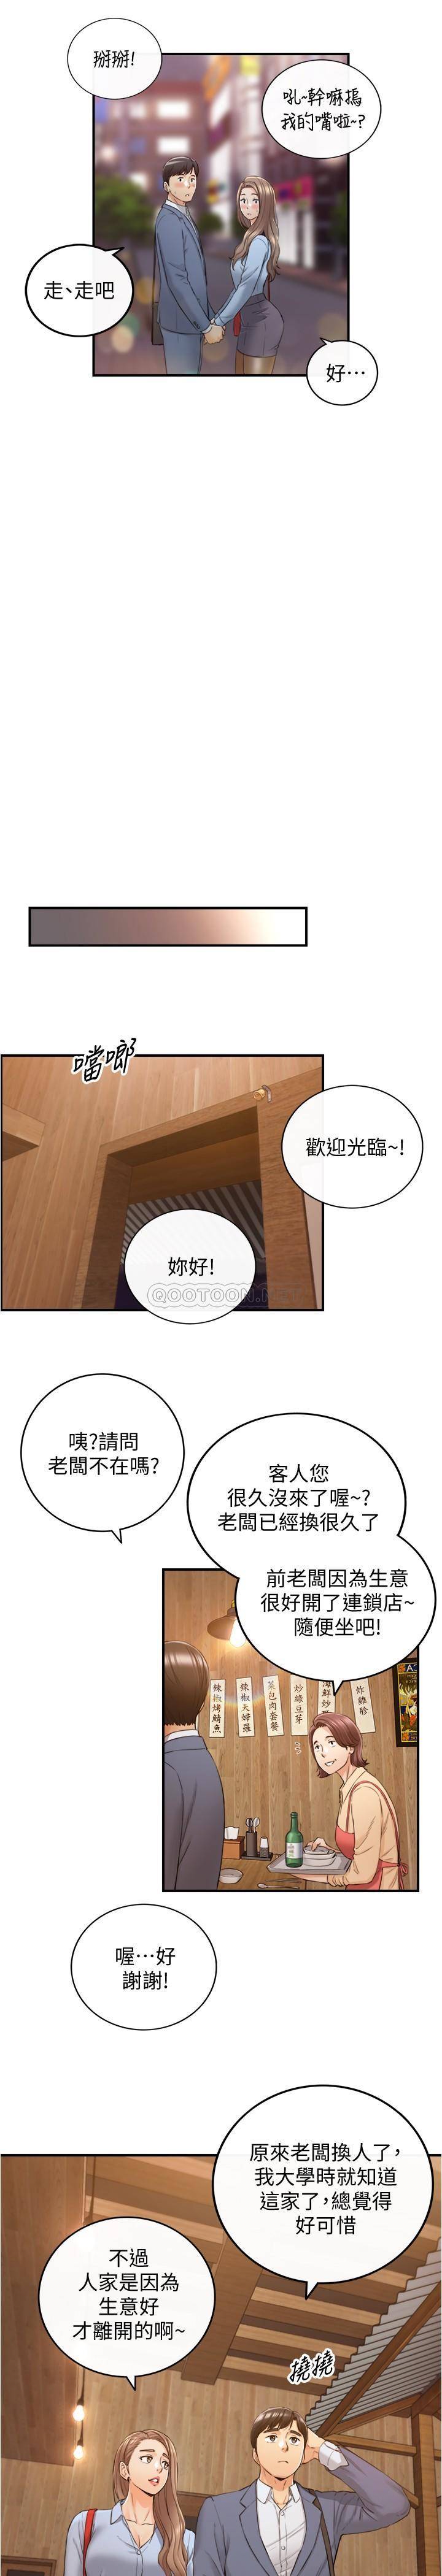 掰掰!
吼~幹嘛摀
我的嘴啦~?
走、走吧
好…
噹啷
歡迎光臨~!
妳好!
QOOTOON.NET
咦?請問
老闆不在嗎?
客人您
很久沒來了喔~?
老闆已經換很久了
前老闆因為生意
很好開了連鎖店~
隨便坐吧!
辣椒烤鯖魚
辣椒天婦羅
菜包肉套餐
炒綠豆芽
炸雞胗
喔…好
謝謝!
原來老闆換人了，
我大學時就知道
這家了，總覺得
好可惜
不過
人家是因為
生意好
才離開的啊~
撓撓